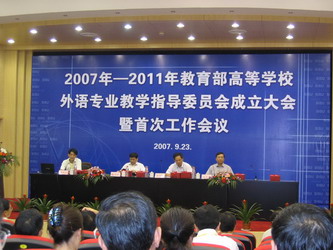 2007年—2011年教育部高等学校
外语专业教学指导委员会成立大会
暨首次工作会议
2007.9.23.